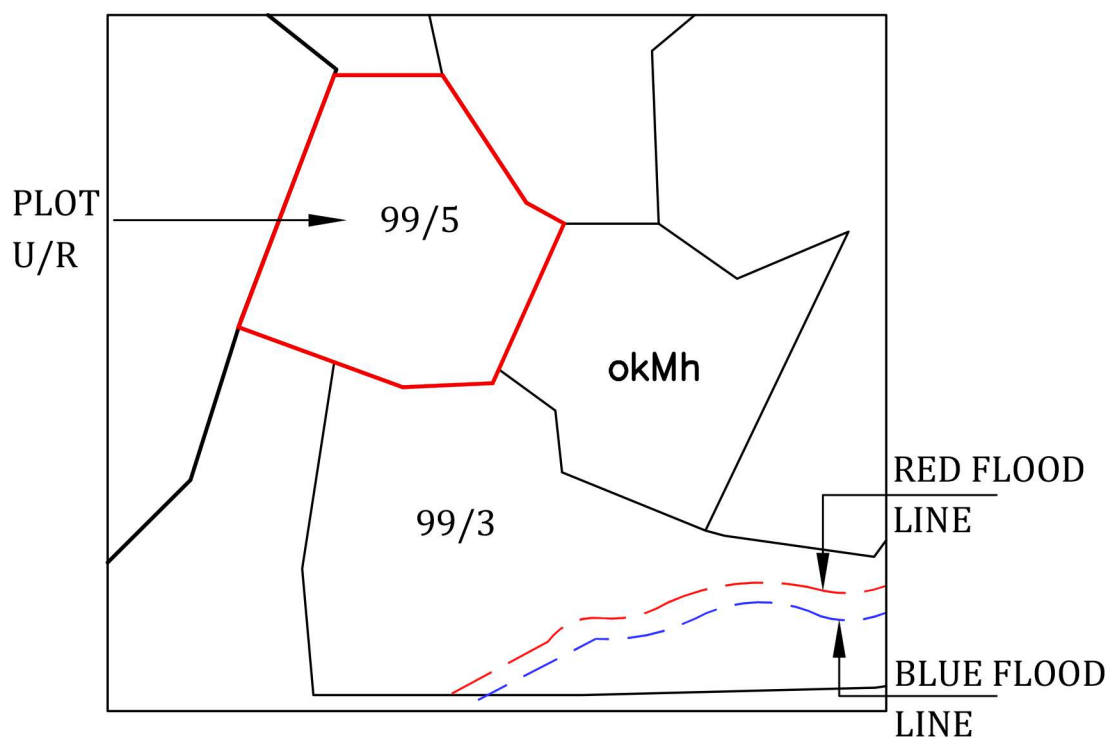 PLOT
U/R
99/5
okMh
99/3
RED FLOOD
LINE
BLUE FLOOD
LINE